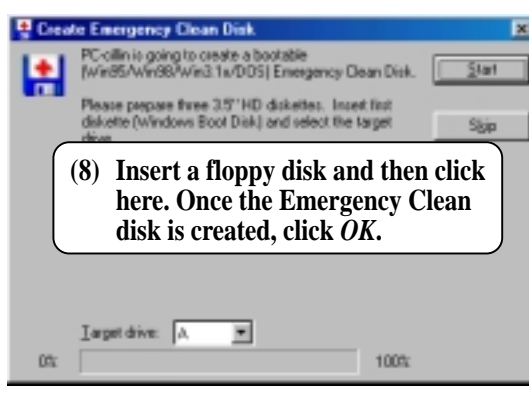 Create Emergency Clean Disk
PC-cillin is going to create a bootable
(Win95/Win98/Win3.1x/DOS) Emergency Clean Disk.
Start
Please prepare three 3.5" HD diskettes. Insert first
diskette (Windows Boot Disk) and select the target
drive
Skip
(8) Insert a floppy disk and then click
here. Once the Emergency Clean
disk is created, click OK.
Target drive: A
0% 100%